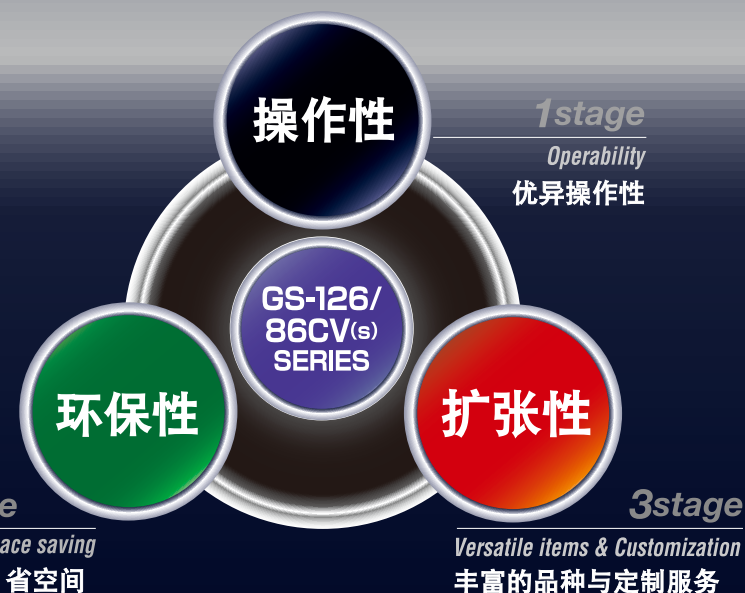 操作性
1stage
Operability
优异操作性
GS-126/
86CV(s)
SERIES
环保性
扩张性
3stage
saving
Versatile items & Customization
省空间
丰富的品种与定制服务